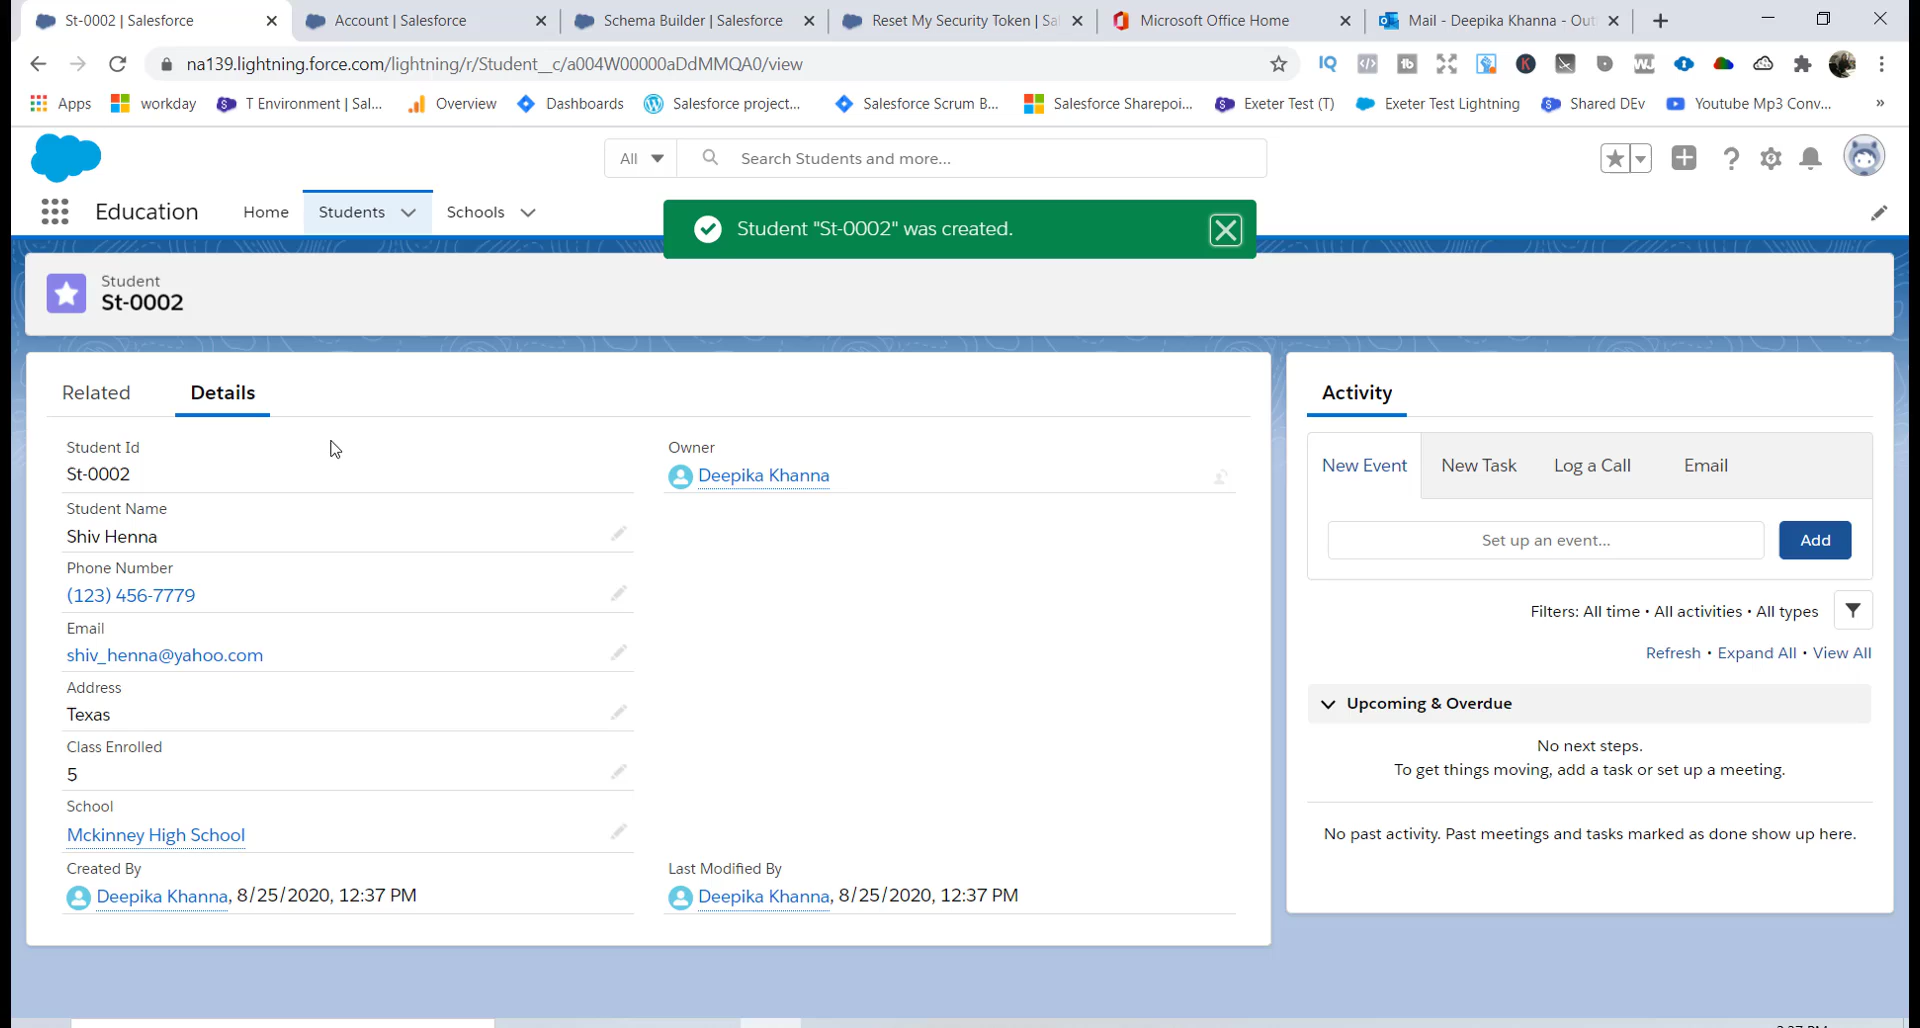 St-0002 | Salesforce
Account | Salesforce
Schema Builder | Salesforce
Reset My Security Token | Sa
Microsoft Office Home
Mail - Deepika Khanna - Out
na139.lightning.force.com/lightning/r/Student__c/a004W00000aDdMMQA0/view
Apps
workday
T Environment | Sal...
Overview
Dashboards
Salesforce project...
Salesforce Scrum B...
Salesforce Sharepoi...
Exeter Test (T)
Exeter Test Lightning
Shared DEv
Youtube Mp3 Conv...
»
All
Search Students and more...
Education
Home
Students
Schools
Student "St-0002" was created.
Student
St-0002
Related
Details
Student Id
St-0002
Student Name
Shiv Henna
Phone Number
(123) 456-7779
Email
shiv_henna@yahoo.com
Address
Texas
Class Enrolled
5
School
Mckinney High School
Created By
Deepika Khanna, 8/25/2020, 12:37 PM
Owner
Deepika Khanna
Last Modified By
Deepika Khanna, 8/25/2020, 12:37 PM
Activity
New Event
New Task
Log a Call
Email
Set up an event...
Add
Filters: All time • All activities • All types
Refresh • Expand All • View All
Upcoming & Overdue
No next steps.
To get things moving, add a task or set up a meeting.
No past activity. Past meetings and tasks marked as done show up here.